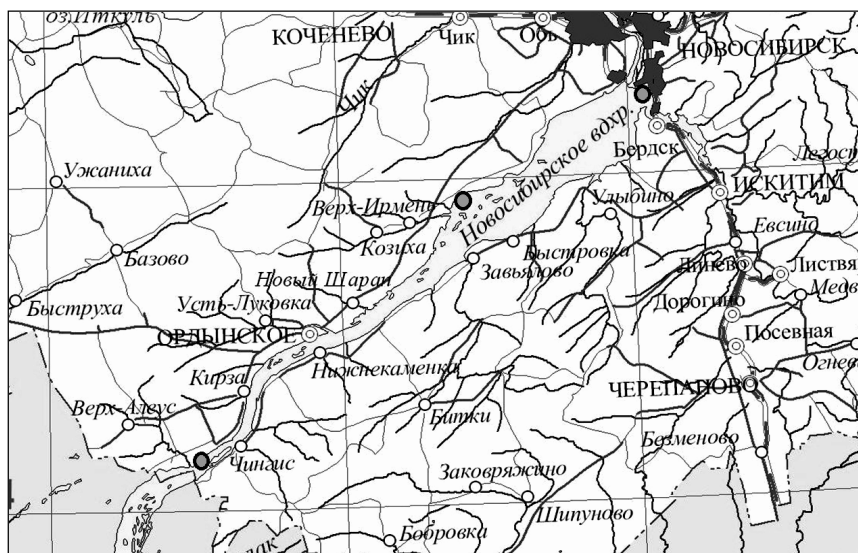 оз.Иткуль
КОЧЕНЕВО
Чик
Обь
НОВОСИБИРСК
Чик
Новосибирское вдхр.
Бердск
Ужаниха
Легост
ИСКИТИМ
Верх-Ирмень
Улыбино
Козиха
Евсино
Базово
Быстровка
Завьялово
Линево
Листвя
Новый Шарап
Медв
Быструха
Усть-Луковка
Дорогино
ОРДЫНСКОЕ
Посевная
Нижнекаменка
Огнев
Кирза
ЧЕРЕПАНОВО
Верх-Алеус
Битки
Безменово
Чингис
Заковряжино
Шипуново
Бобровка
лак